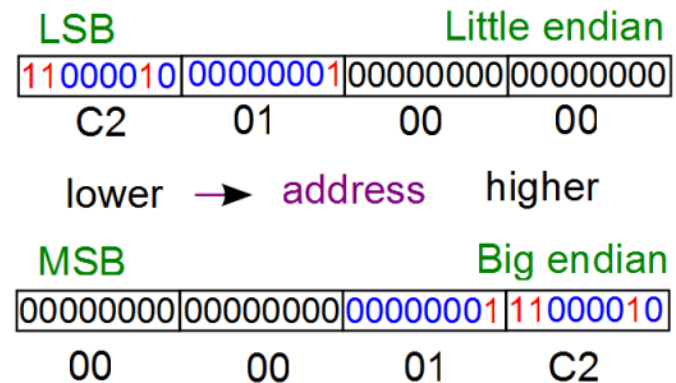 LSB Little endian
11000010 00000001 00000000 00000000
C2 01 00 00
lower address higher
MSB Big endian
00000000 00000000 00000001 11000010
00 00 01 C2